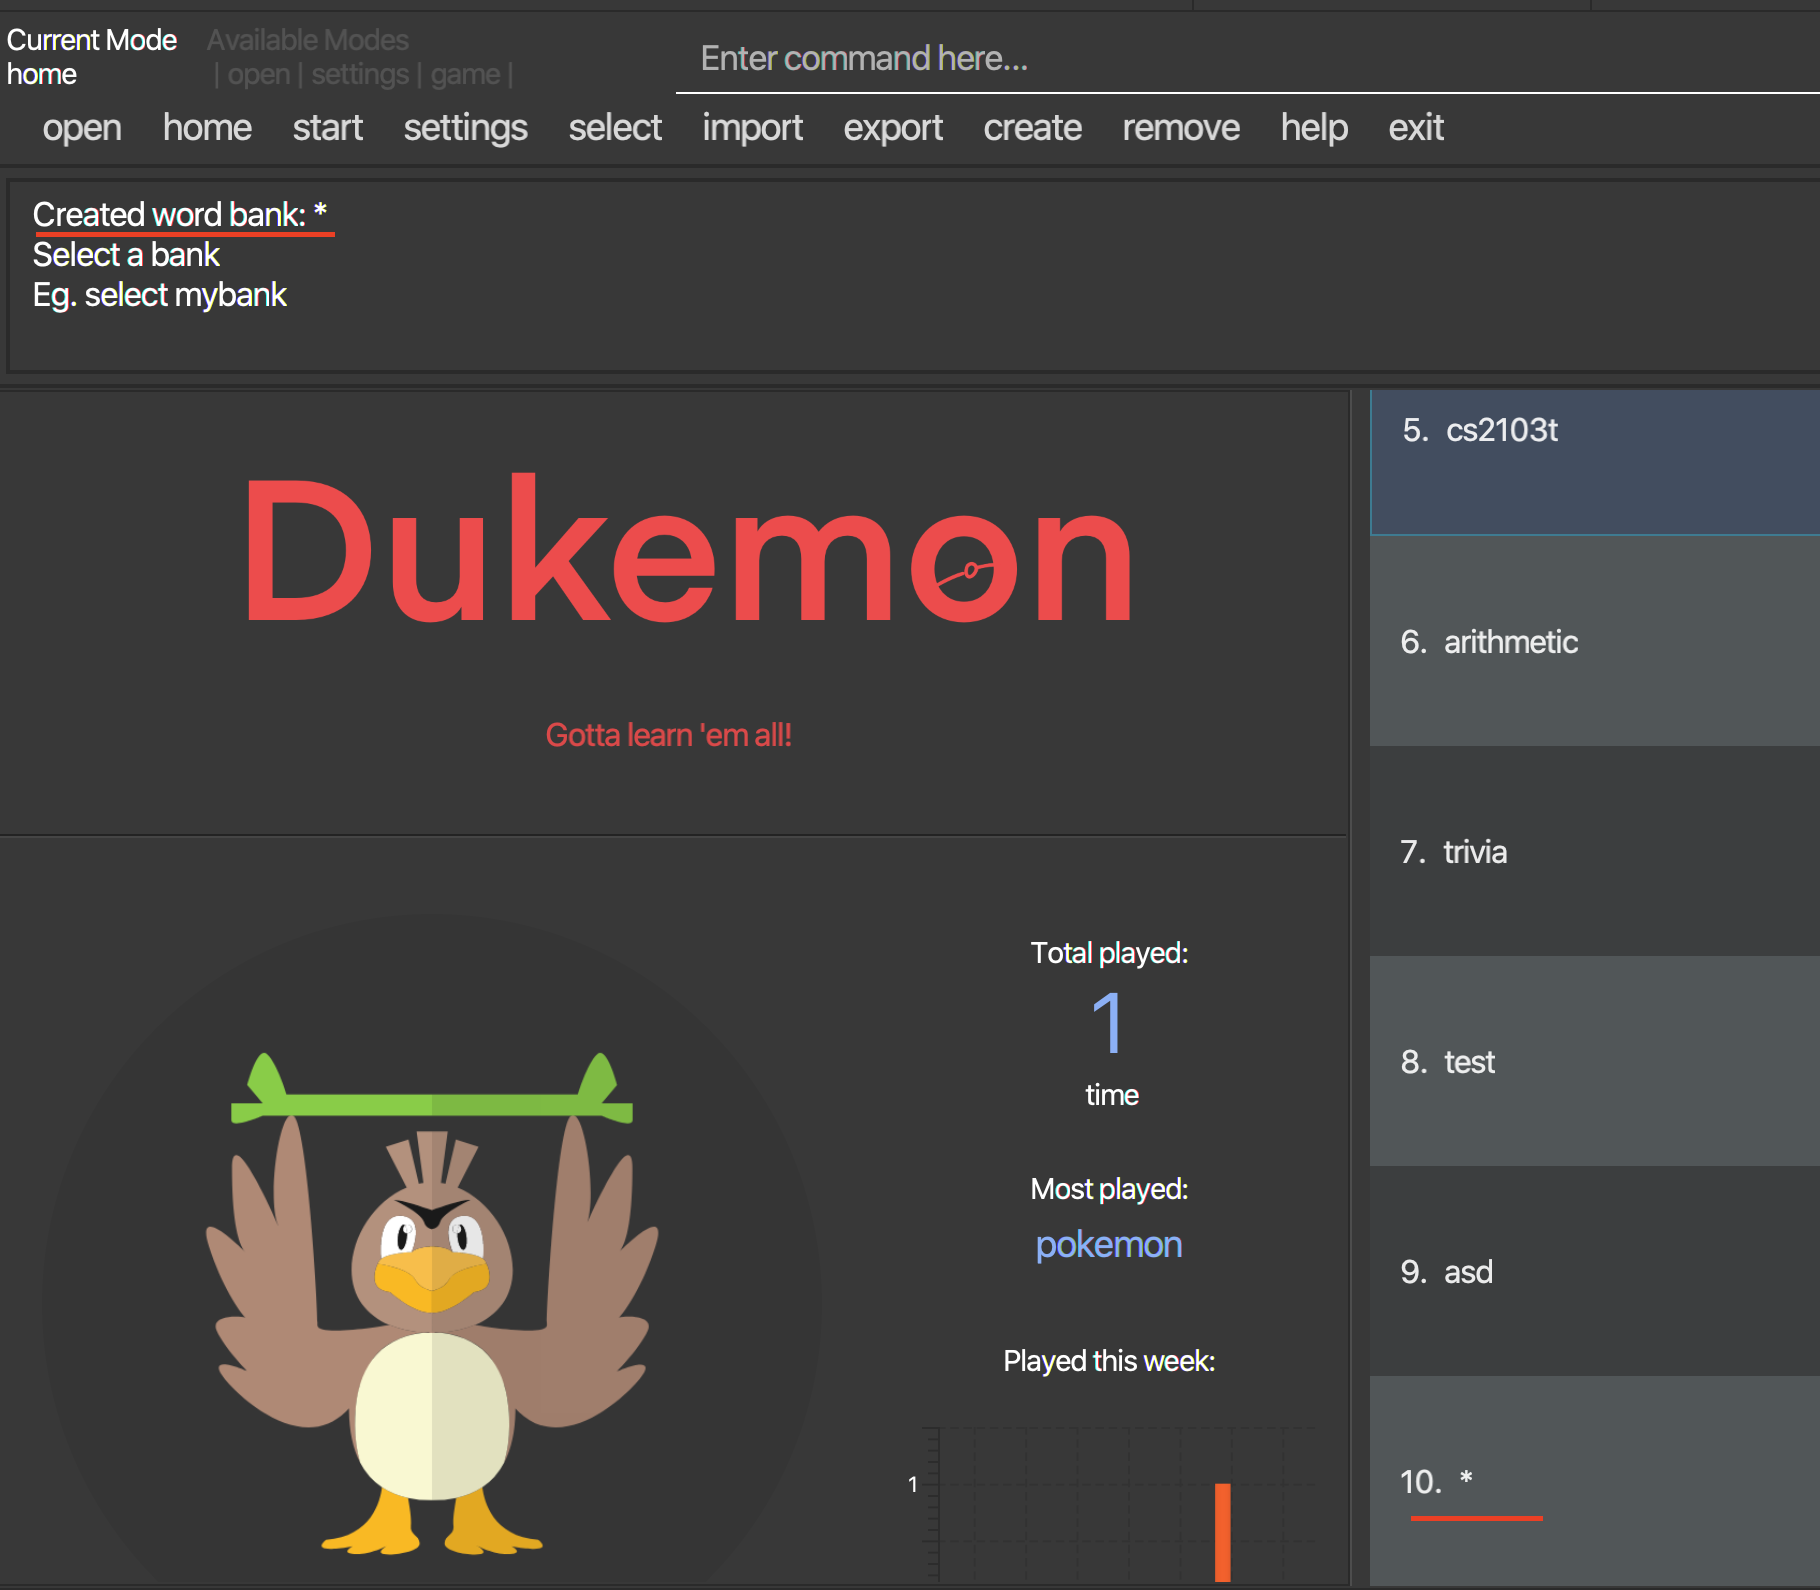 Current Mode
home
Available Modes
| open | settings | game |
Enter command here...
open home start settings select import export create remove help exit
Created word bank: *
Select a bank
Eg. select mybank
Dukemon
Gotta learn 'em all!
Total played:
1
time
Most played:
pokemon
Played this week:
1
5. cs2103t
6. arithmetic
7. trivia
8. test
9. asd
10. *